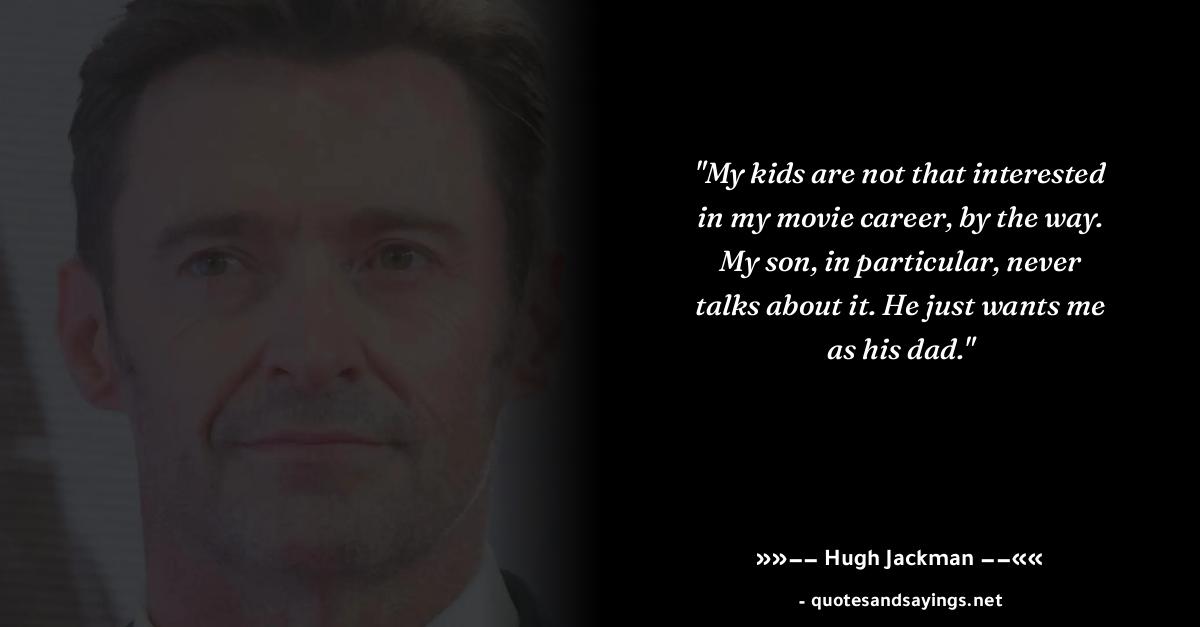 "My kids are not that interested
in my movie career, by the way.
My son, in particular, never
talks about it. He just wants me
as his dad."
»»−− Hugh Jackman −−««
- quotesandsayings.net